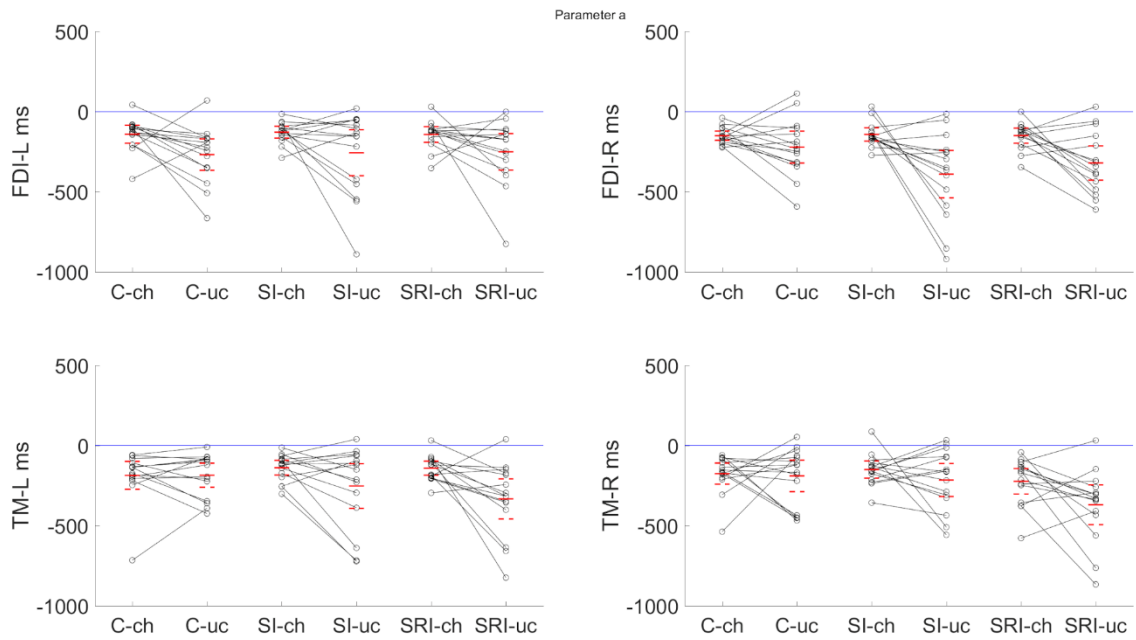 Parameter a
500
0
-500
-1000
FDI-L ms
C-ch C-uc SI-ch SI-uc SRI-ch SRI-uc
500
0
-500
-1000
FDI-R ms
C-ch C-uc SI-ch SI-uc SRI-ch SRI-uc
500
0
-500
-1000
TM-L ms
C-ch C-uc SI-ch SI-uc SRI-ch SRI-uc
500
0
-500
-1000
TM-R ms
C-ch C-uc SI-ch SI-uc SRI-ch SRI-uc